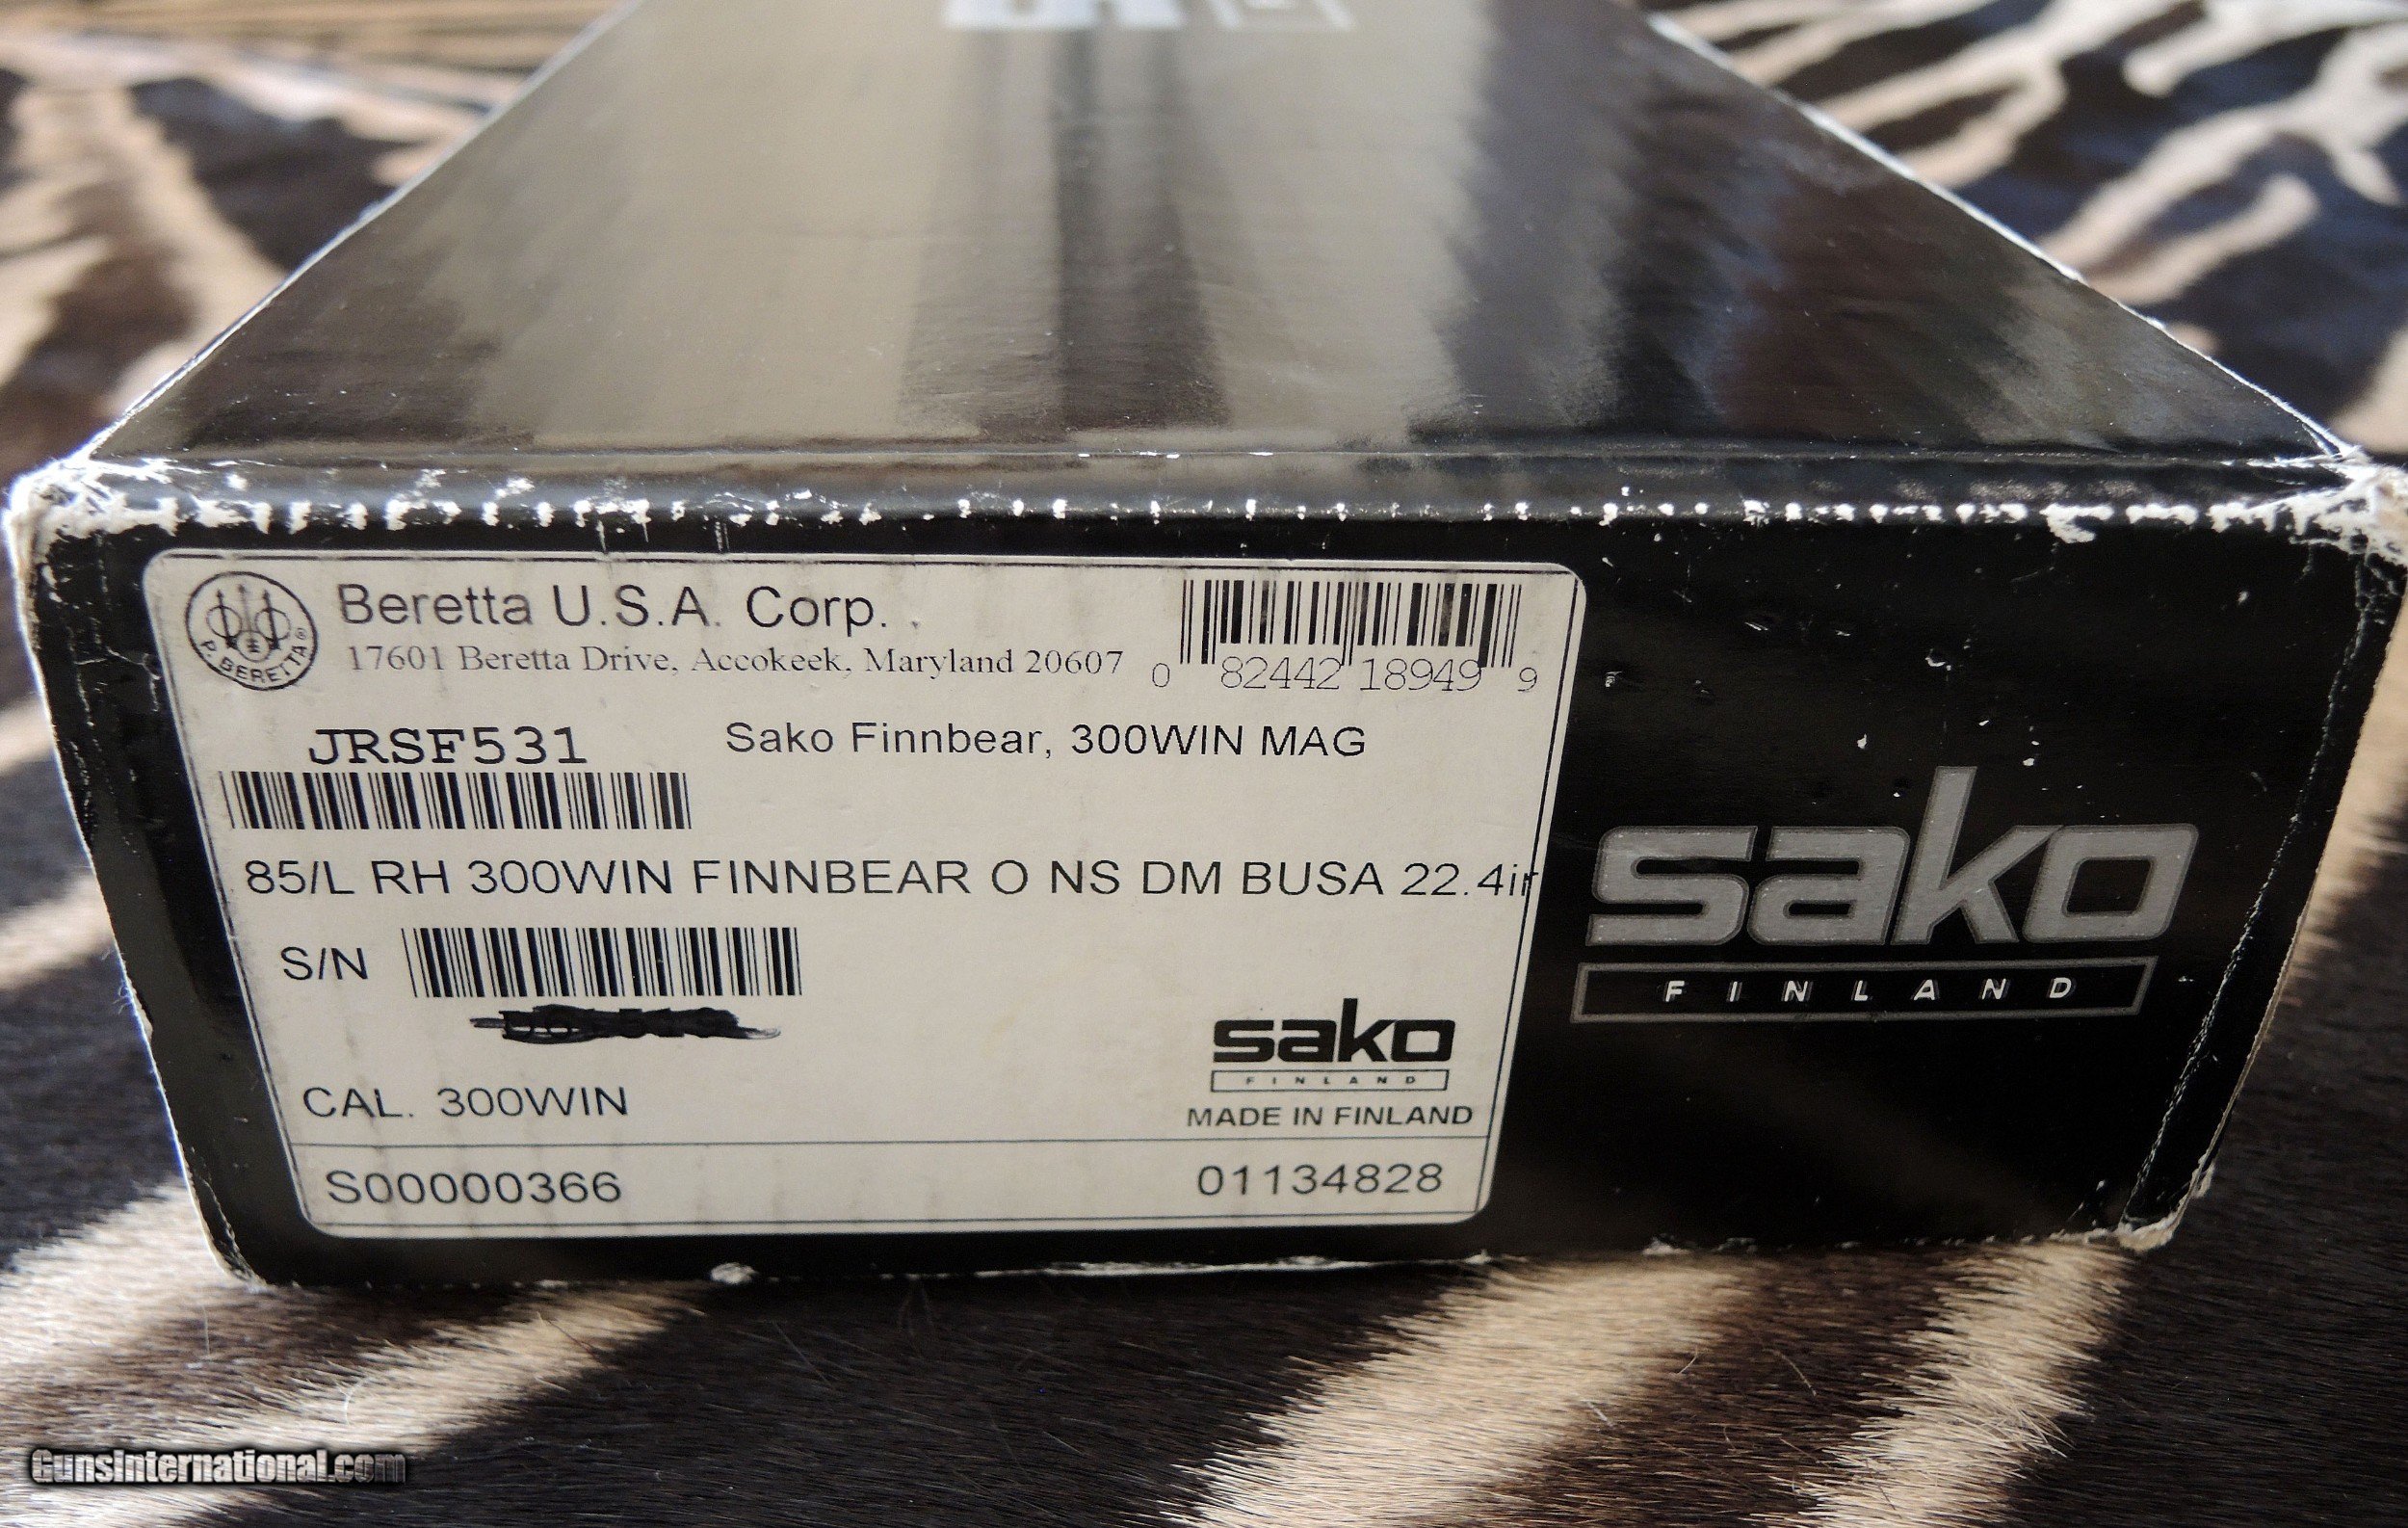 P. BERETTA®
Beretta U.S.A. Corp.
17601 Beretta Drive, Accokeek, Maryland 20607
0 82442 18949 9
JRSF531
Sako Finnbear, 300WIN MAG
85/L RH 300WIN FINNBEAR O NS DM BUSA 22.4in
S/N
CAL. 300WIN
sako
FINLAND
MADE IN FINLAND
S00000366
01134828
sako
FINLAND
GunsInternational.com